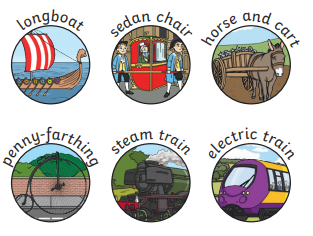 longboat
sedan chair
horse and cart
penny-farthing
steam train
electric train